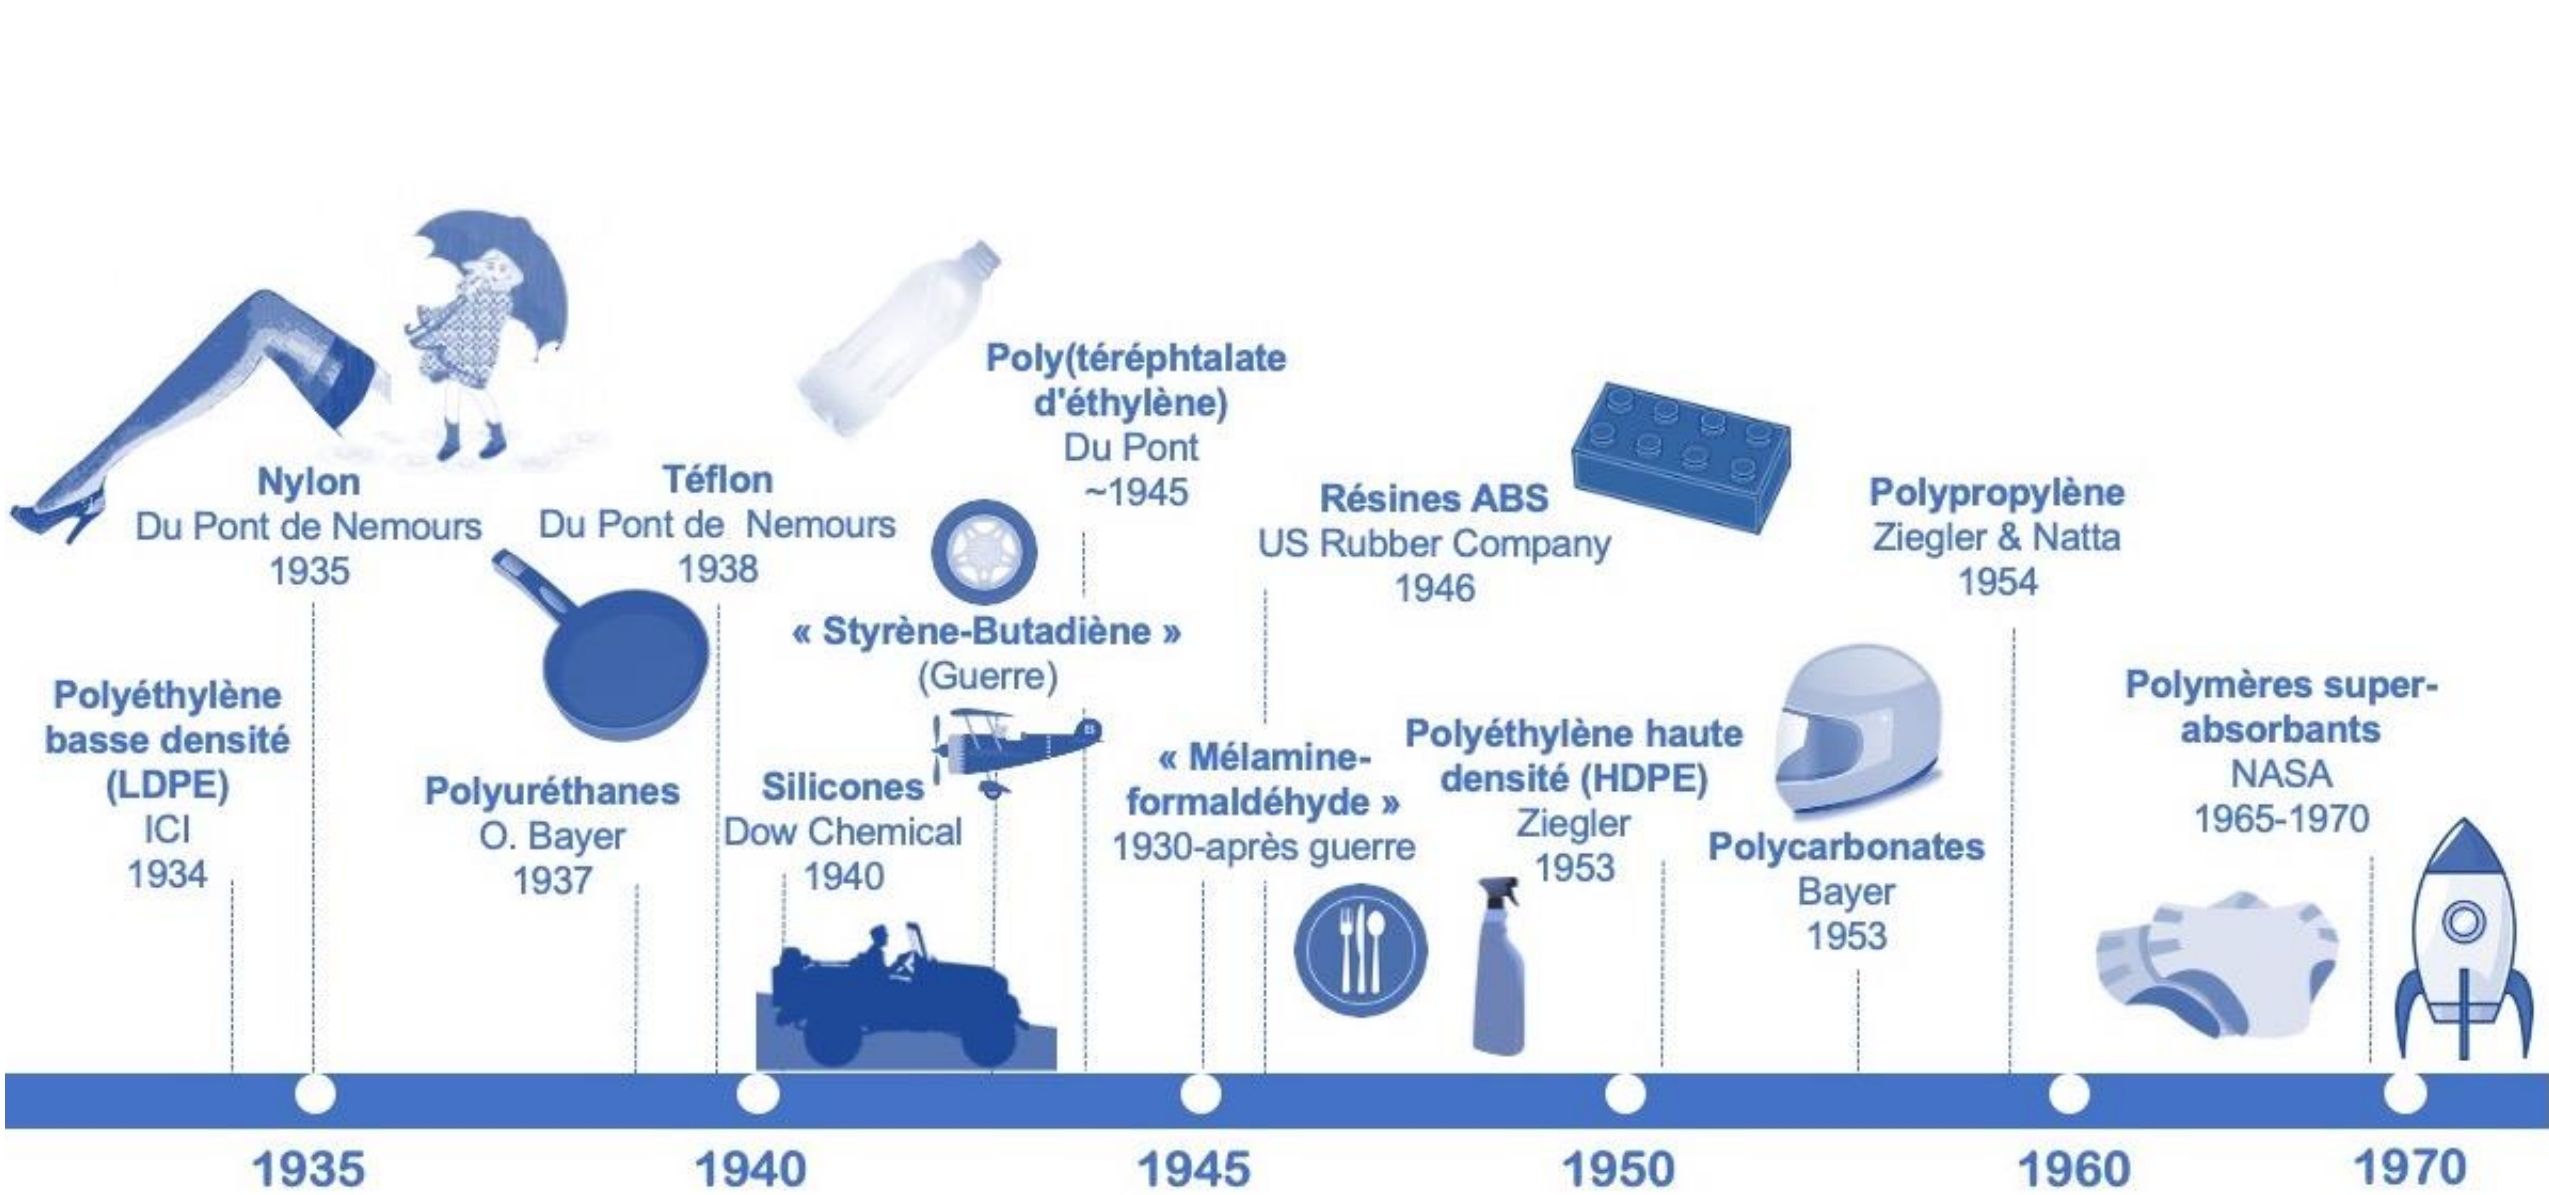 Nylon
Du Pont de Nemours
1935
Téflon
Du Pont de Nemours
1938
Poly(téréphtalate
d'éthylène)
Du Pont
~1945
Résines ABS
US Rubber Company
1946
Polypropylène
Ziegler & Natta
1954
Polyéthylène
basse densité
(LDPE)
ICI
1934
Polyuréthanes
O. Bayer
1937
« Styrène-Butadiène »
(Guerre)
Silicones
Dow Chemical
1940
« Mélamine-
formaldéhyde »
1930-après guerre
Polyéthylène haute
densité (HDPE)
Ziegler
1953
Polycarbonates
Bayer
1953
Polymères super-
absorbants
NASA
1965-1970
1935
1940
1945
1950
1960
1970